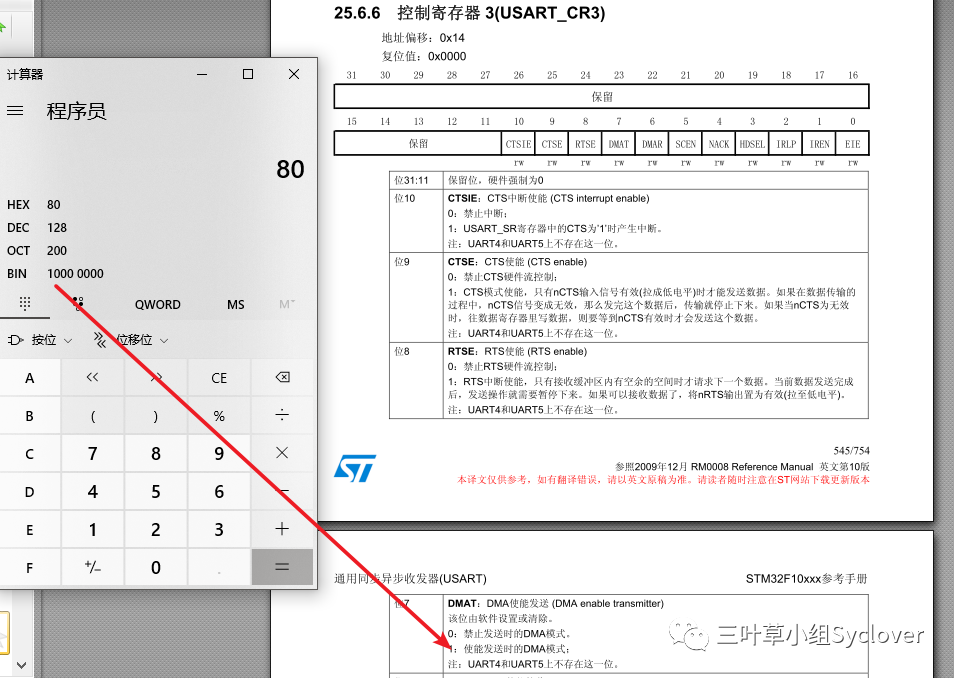 25.6.6 控制寄存器 3(USART_CR3)
地址偏移：0x14
复位值：0x0000
31 30 29 28 27 26 25 24 23 22 21 20 19 18 17 16
保留
15 14 13 12 11 10 9 8 7 6 5 4 3 2 1 0
保留 CTSIE CTSE RTSE DMAT DMAR SCEN NACK HDSEL IRLP IREN EIE
rw rw rw rw rw rw rw rw rw rw rw
位31:11 保留位，硬件强制为0
位10 CTSIE：CTS中断使能 (CTS interrupt enable)
0：禁止中断；
1：USART_SR寄存器中的CTS为'1'时产生中断。
注：UART4和UART5上不存在这一位。
位9 CTSE：CTS使能 (CTS enable)
0：禁止CTS硬件流控制；
1：CTS模式使能，只有nCTS输入信号有效(拉成低电平)时才能发送数据。如果在数据传输的
过程中，nCTS信号变成无效，那么发完这个数据后，传输就停止下来。如果当nCTS为无效
时，往数据寄存器里写数据，则要等到nCTS有效时才会发送这个数据。
注：UART4和UART5上不存在这一位。
位8 RTSE：RTS使能 (RTS enable)
0：禁止RTS硬件流控制；
1：RTS中断使能，只有接收缓冲区内有空余的空间时才请求下一个数据。当前数据发送完成
后，发送操作就需要暂停下来。如果可以接收数据了，将nRTS输出置为有效(拉至低电平)。
注：UART4和UART5上不存在这一位。
ST
545/754
参照2009年12月 RM0008 Reference Manual 英文第10版
本译文仅供参考，如有翻译错误，请以英文原稿为准。请读者随时注意在ST网站下载更新版本
通用同步异步收发器(USART) STM32F10xxx参考手册
位7 DMAT：DMA使能发送 (DMA enable transmitter)
该位由软件设置或清除。
0：禁止发送时的DMA模式。
1：使能发送时的DMA模式；
注：UART4和UART5上不存在这一位。
三叶草小组Syclover
计算器
程序员
80
HEX 80
DEC 128
OCT 200
BIN 1000 0000
QWORD MS M˅
按位 位移位
A << >> CE
B ( ) % ÷
C 7 8 9 ×
D 4 5 6 −
E 1 2 3 +
F +/− 0 . =